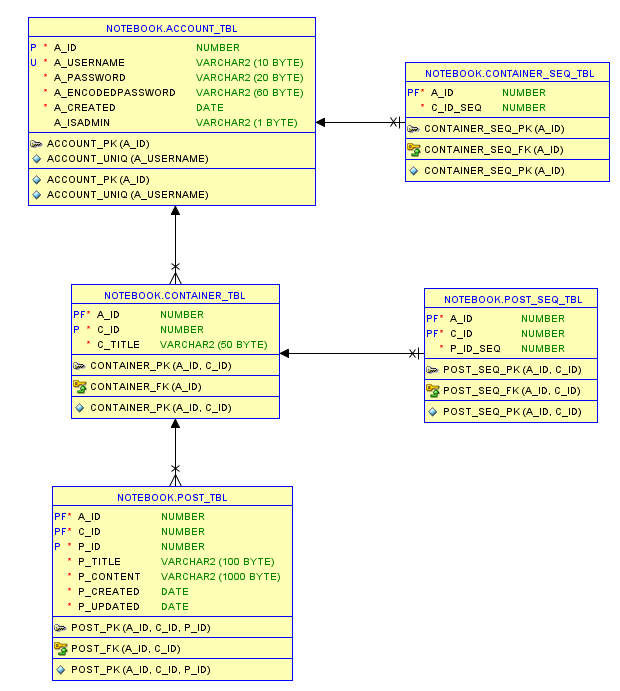 NOTEBOOK.ACCOUNT_TBL
P * A_ID NUMBER
U * A_USERNAME VARCHAR2 (10 BYTE)
* A_PASSWORD VARCHAR2 (20 BYTE)
* A_ENCODEDPASSWORD VARCHAR2 (60 BYTE)
* A_CREATED DATE
A_ISADMIN VARCHAR2 (1 BYTE)
ACCOUNT_PK (A_ID)
ACCOUNT_UNIQ (A_USERNAME)
ACCOUNT_PK (A_ID)
ACCOUNT_UNIQ (A_USERNAME)
NOTEBOOK.CONTAINER_SEQ_TBL
PF* A_ID NUMBER
* C_ID_SEQ NUMBER
CONTAINER_SEQ_PK (A_ID)
CONTAINER_SEQ_FK (A_ID)
CONTAINER_SEQ_PK (A_ID)
NOTEBOOK.CONTAINER_TBL
PF* A_ID NUMBER
P * C_ID NUMBER
* C_TITLE VARCHAR2 (50 BYTE)
CONTAINER_PK (A_ID, C_ID)
CONTAINER_FK (A_ID)
CONTAINER_PK (A_ID, C_ID)
NOTEBOOK.POST_SEQ_TBL
PF* A_ID NUMBER
PF* C_ID NUMBER
* P_ID_SEQ NUMBER
POST_SEQ_PK (A_ID, C_ID)
POST_SEQ_FK (A_ID, C_ID)
POST_SEQ_PK (A_ID, C_ID)
NOTEBOOK.POST_TBL
PF* A_ID NUMBER
PF* C_ID NUMBER
P * P_ID NUMBER
* P_TITLE VARCHAR2 (100 BYTE)
* P_CONTENT VARCHAR2 (1000 BYTE)
* P_CREATED DATE
* P_UPDATED DATE
POST_PK (A_ID, C_ID, P_ID)
POST_FK (A_ID, C_ID)
POST_PK (A_ID, C_ID, P_ID)